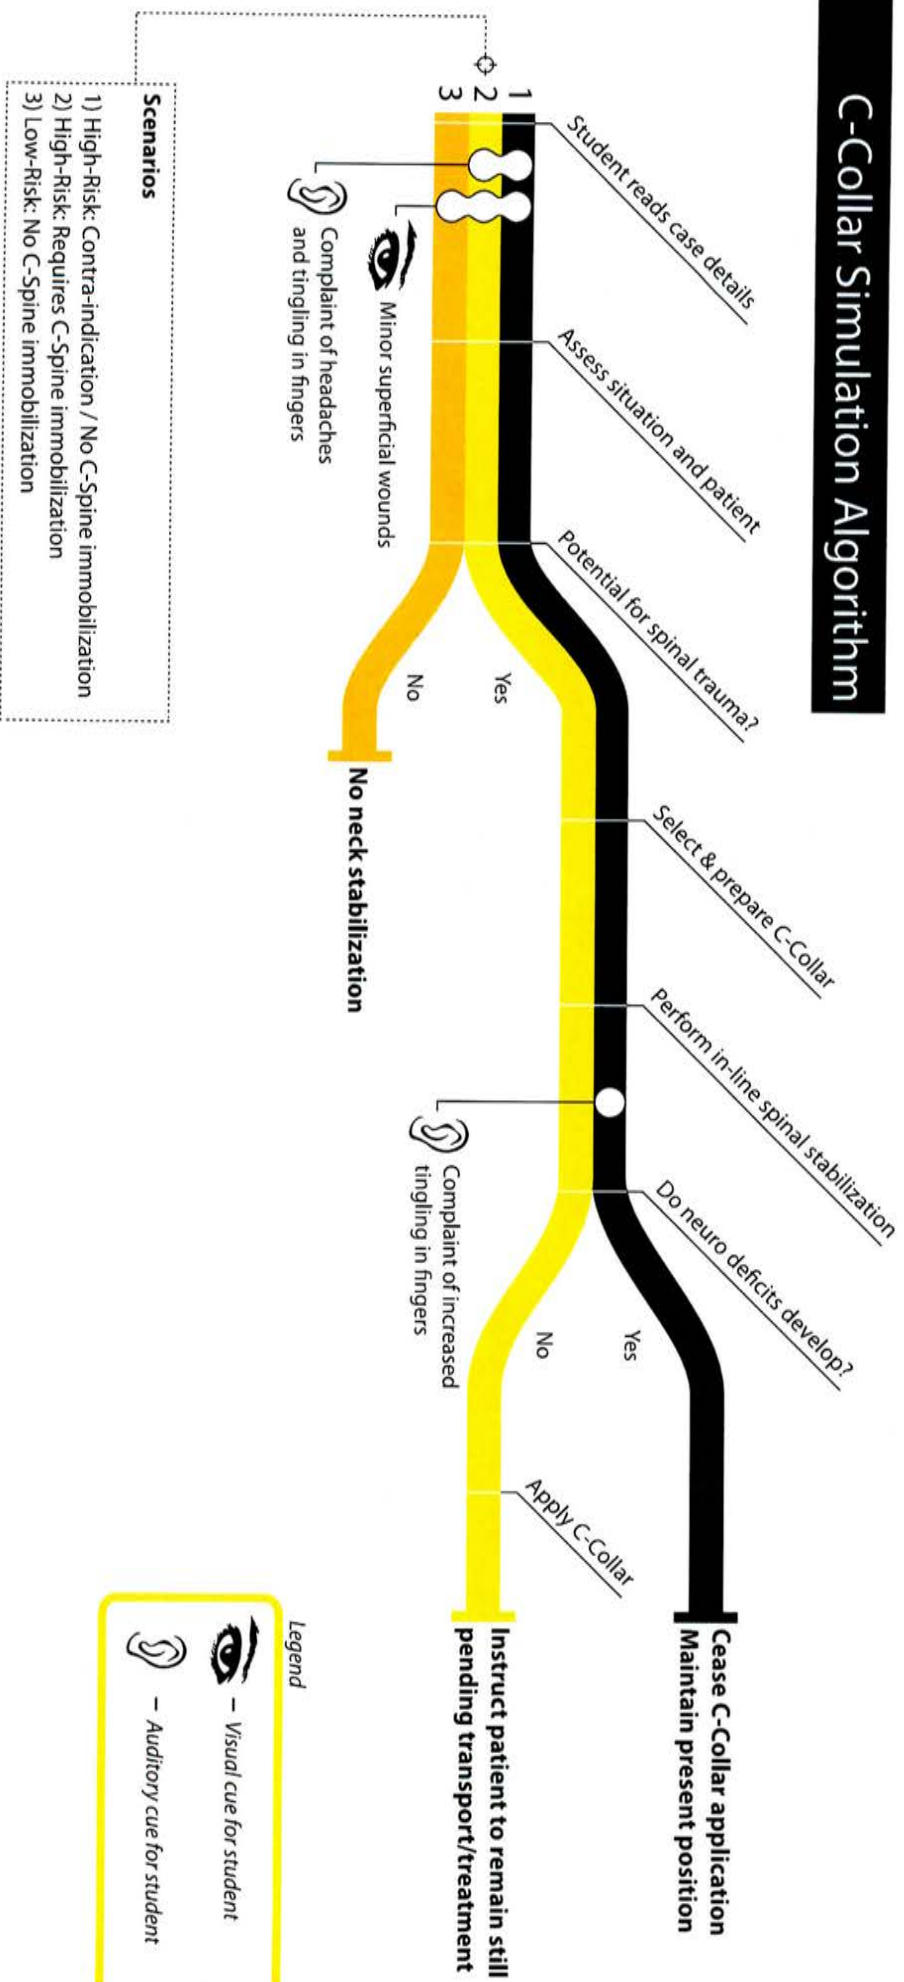 C-Collar Simulation Algorithm
Student reads case details
Assess situation and patient
Potential for spinal trauma?
Select & prepare C-Collar
Perform in-line spinal stabilization
Do neuro deficits develop?
Apply C-Collar
1
2
3
Yes
No
Yes
No
Minor superficial wounds
Complaint of headaches
and tingling in fingers
No neck stabilization
Complaint of increased
tingling in fingers
Cease C-Collar application
Maintain present position
Instruct patient to remain still
pending transport/treatment
Scenarios
1) High-Risk: Contra-indication / No C-Spine immobilization
2) High-Risk: Requires C-Spine immobilization
3) Low-Risk: No C-Spine immobilization
Legend
– Visual cue for student
– Auditory cue for student